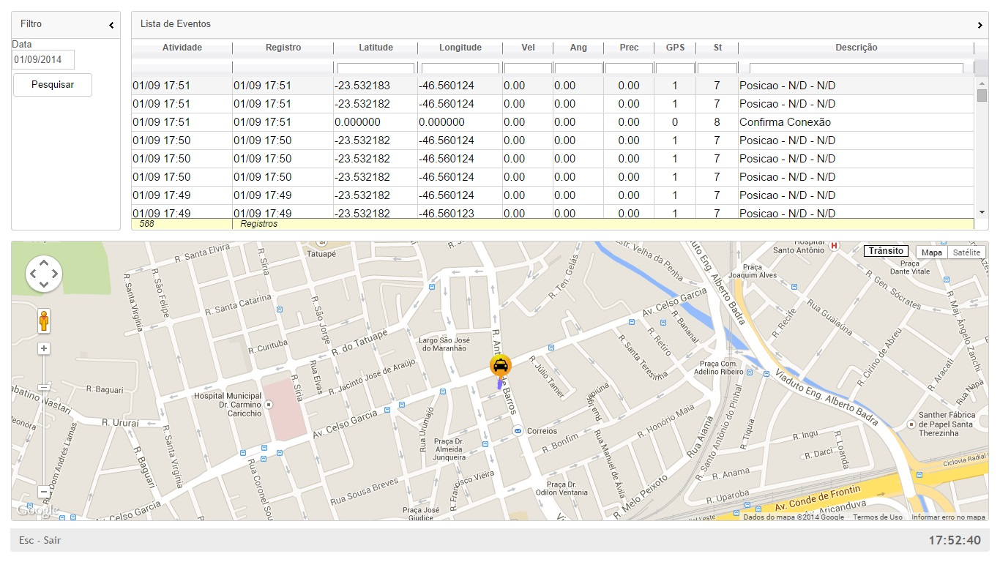 Filtro
Lista de Eventos
Data
01/09/2014
Pesquisar
Atividade Registro Latitude Longitude Vel Ang Prec GPS St Descrição
01/09 17:51 01/09 17:51 -23.532183 -46.560124 0.00 0.00 0.00 1 7 Posicao - N/D - N/D
01/09 17:51 01/09 17:51 -23.532182 -46.560124 0.00 0.00 0.00 1 7 Posicao - N/D - N/D
01/09 17:51 01/09 17:51 0.000000 0.000000 0.00 0.00 0.00 0 8 Confirma Conexão
01/09 17:50 01/09 17:50 -23.532182 -46.560124 0.00 0.00 0.00 1 7 Posicao - N/D - N/D
01/09 17:50 01/09 17:50 -23.532182 -46.560124 0.00 0.00 0.00 1 7 Posicao - N/D - N/D
01/09 17:50 01/09 17:50 -23.532182 -46.560124 0.00 0.00 0.00 1 7 Posicao - N/D - N/D
01/09 17:49 01/09 17:49 -23.532182 -46.560124 0.00 0.00 0.00 1 7 Posicao - N/D - N/D
01/09 17:49 01/09 17:49 -23.532182 -46.560123 0.00 0.00 0.00 1 7 Posicao - N/D - N/D
588 Registros
Trânsito
Mapa Satélite
Tatuapé
Hospital
Santo Antônio
H
Praça
Dante Vitale
Praça
Joaquim Alves
Estr. Velha da Penha
Viaduto Eng. Alberto Badra
R. Santa Elvira
R. Síria
R. São Felipe
R. Santa Virgínia
R. Santa Catarina
R. São Jorge
R. Ten. Gelás
Av. Celso Garcia
R. Gen. Sócrates
R. Maj. Ângelo Zanchi
R. Recife
Rua Guaiaúna
R. Bananal
R. Retiro
R. Santa Teresinha
R. Curitiba
R. do Tatuapé
Largo São José
do Maranhão
R. Jacinto José de Araújo
Rua Elvas
R. Síria
R. Júlio Tamer
Praça Com.
Adelino Ribeiro
R. Cirino de Abreu
R. Aracati
Rua Napa
R. Baguari
Hospital Municipal
Dr. Carmino
Caricchio
de Barros
Viaduto Eng. Alberto Badra
R. Ururai
Av. Celso Garcia
Rua Urumajó
Correios
R. Honório Maia
Santher Fábrica
de Papel Santa
Therezinha
Praça Dr.
Almeida
Junqueira
R. Bonfim
Rua Manuel de Ávila
Rua Alama
R. Santo Antônio do Pinhal
R. Tiquia
R. Ingu
R. Darci
R. Loanda
R. Santa Virgínia
R. Baguari
Rua Dom André Lamas
Rua Sousa Breves
R. Francisco Vieira
Praça Dr.
Odilon Ventania
R. Melo Peixoto
R. Anama
R. Uparoba
Ciclovia Radial
Av. Conde de Frontin
Aricanduva
Praça José
Giudice
Av. Celso Garcia
Google
Dados do mapa ©2014 Google Termos de Uso Informar erro no mapa
Esc - Sair
17:52:40